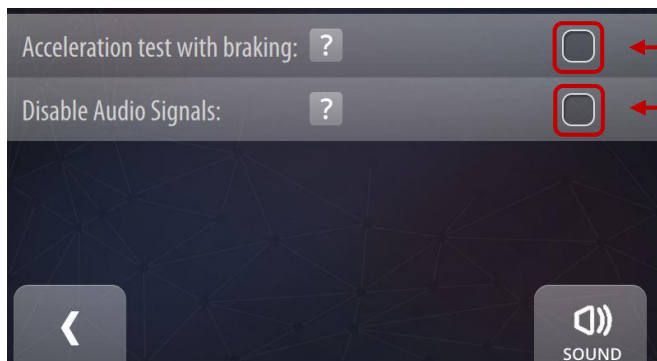 Acceleration test with braking: ?
Disable Audio Signals: ?
SOUND